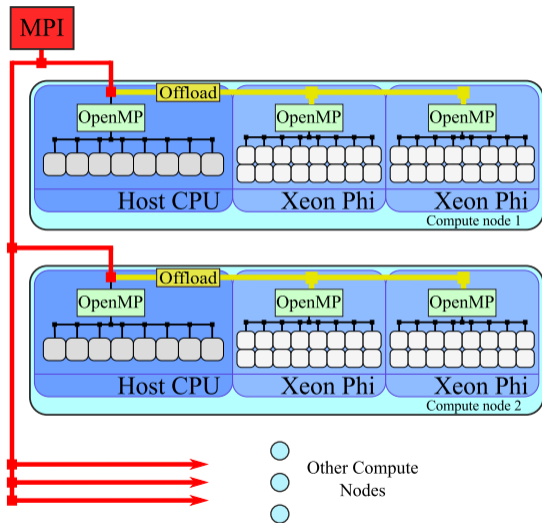 MPI
Offload
OpenMP
OpenMP
OpenMP
Host CPU
Xeon Phi
Xeon Phi
Compute node 1
Offload
OpenMP
OpenMP
OpenMP
Host CPU
Xeon Phi
Xeon Phi
Compute node 2
Other Compute
Nodes